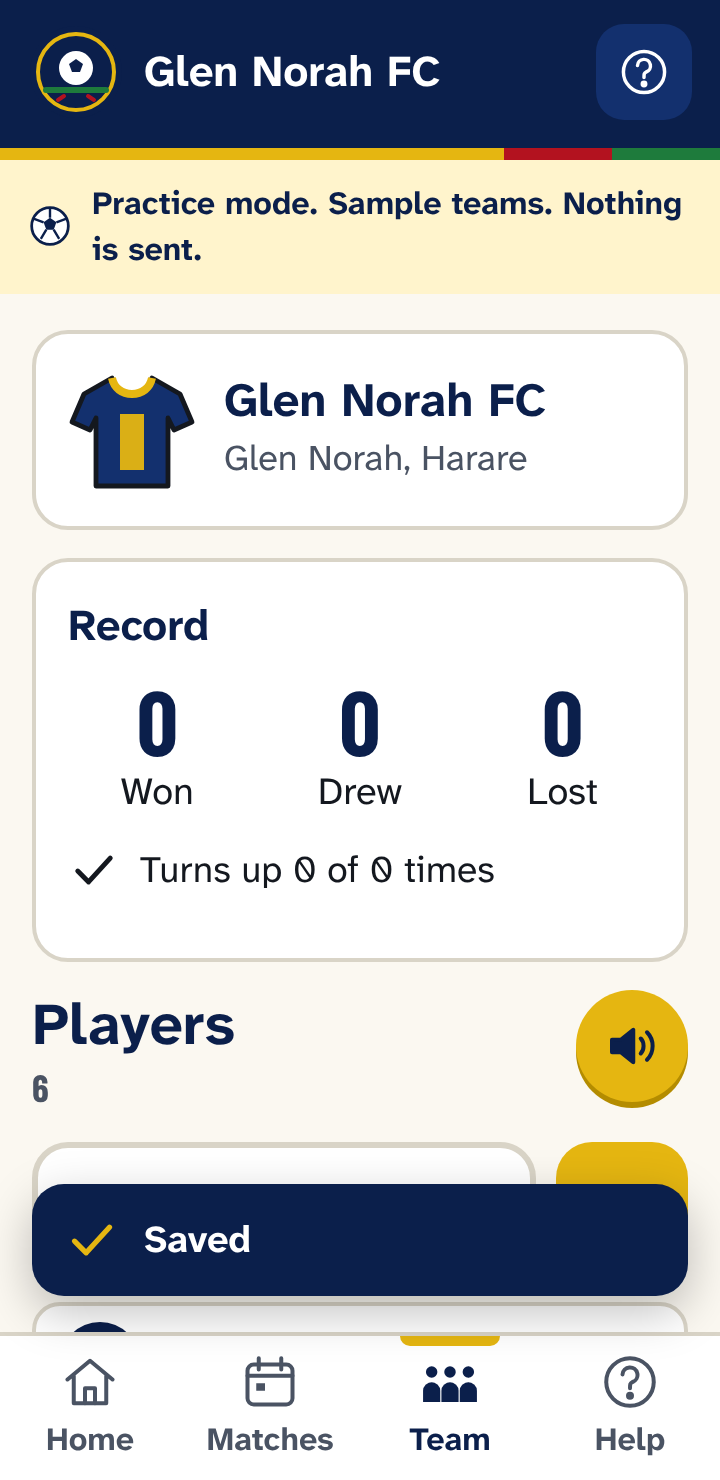 Glen Norah FC
Practice mode. Sample teams. Nothing
is sent.
Glen Norah FC
Glen Norah, Harare
Record
0 0 0
Won Drew Lost
Turns up 0 of 0 times
Players
6
Saved
Home Matches Team Help